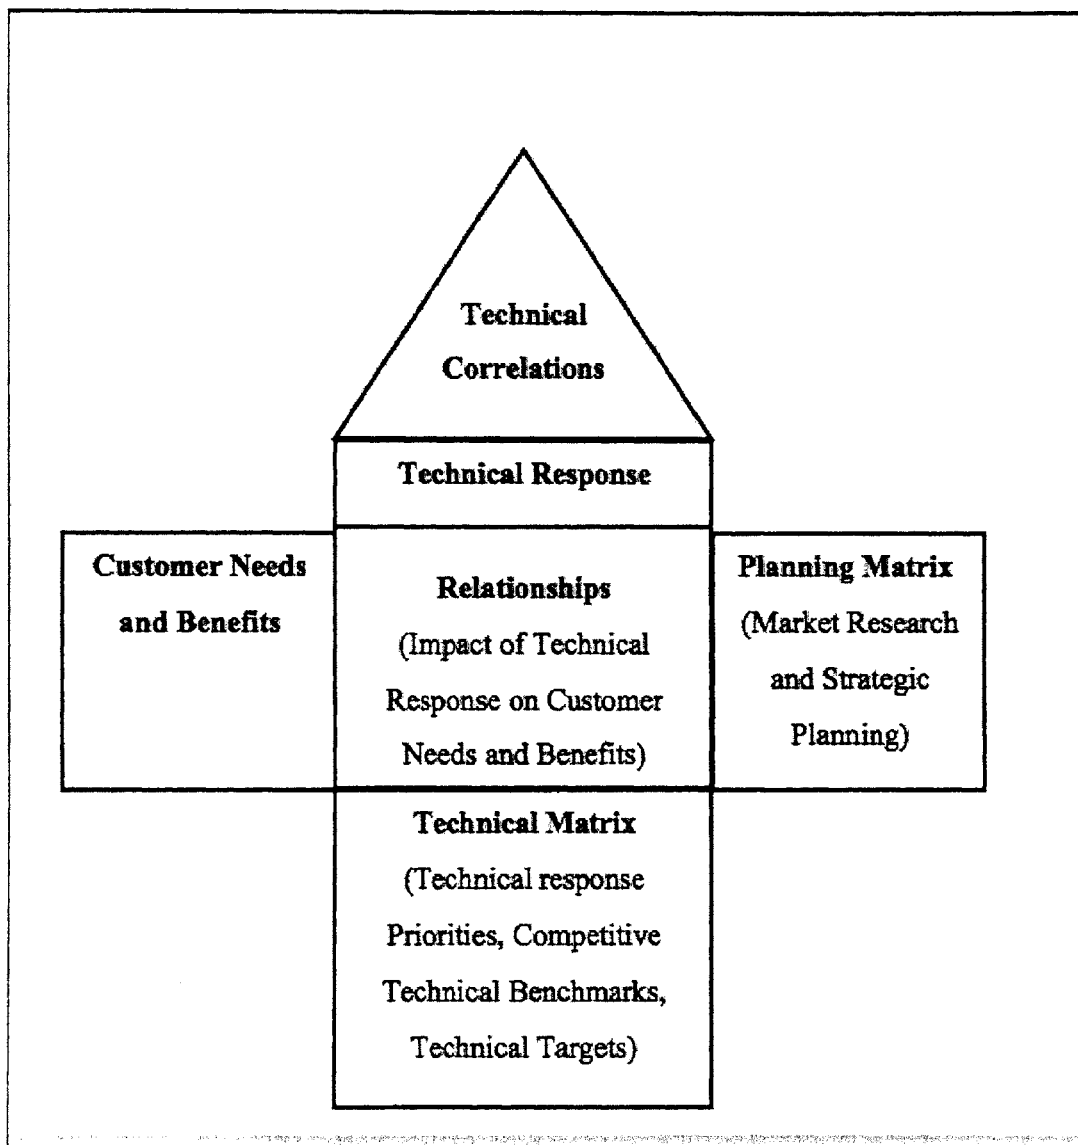 Technical
Correlations
Technical Response
Customer Needs
and Benefits
Relationships
(Impact of Technical
Response on Customer
Needs and Benefits)
Planning Matrix
(Market Research
and Strategic
Planning)
Technical Matrix
(Technical response
Priorities, Competitive
Technical Benchmarks,
Technical Targets)